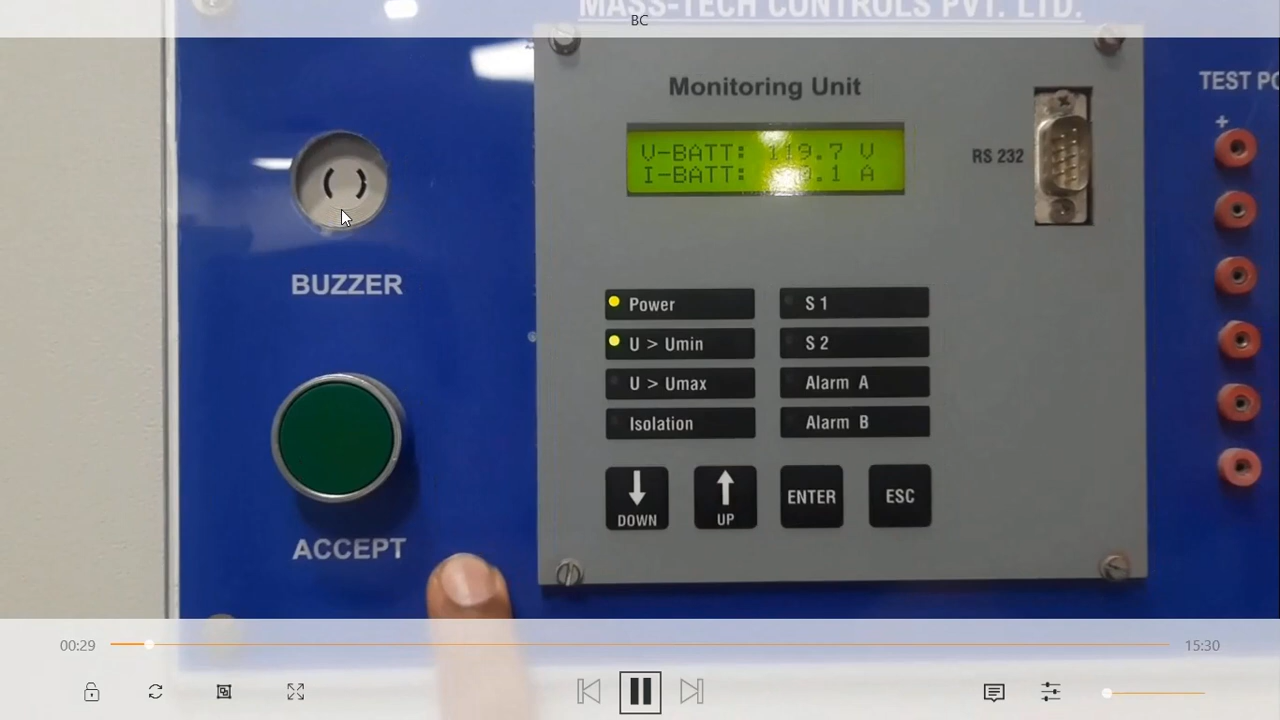 MASS-TECH CONTROLS PVT. LTD.
BC
Monitoring Unit
TEST
+
V-BATT: 119.7 V
I-BATT: .1 A
RS 232
BUZZER
Power
S 1
U > Umin
S 2
U > Umax
Alarm A
Isolation
Alarm B
DOWN
UP
ENTER
ESC
ACCEPT
00:29
15:30